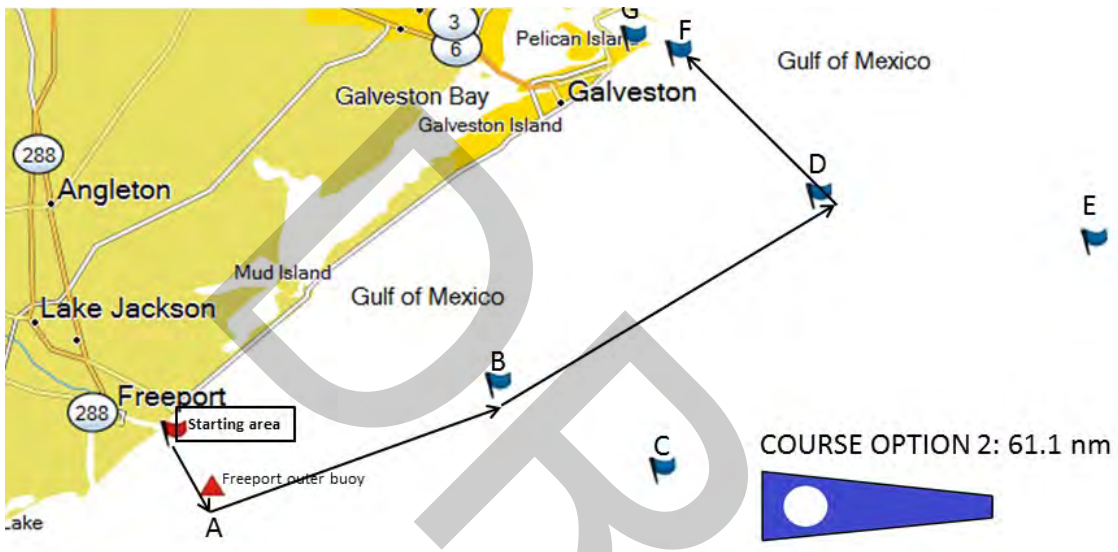 G
F
3
6
Pelican Islan
Gulf of Mexico
Galveston Bay
Galveston
Galveston Island
288
D
Angleton
E
Mud Island
Gulf of Mexico
Lake Jackson
B
Freeport
288
Starting area
C
COURSE OPTION 2: 61.1 nm
Freeport outer buoy
A
Lake
D
R